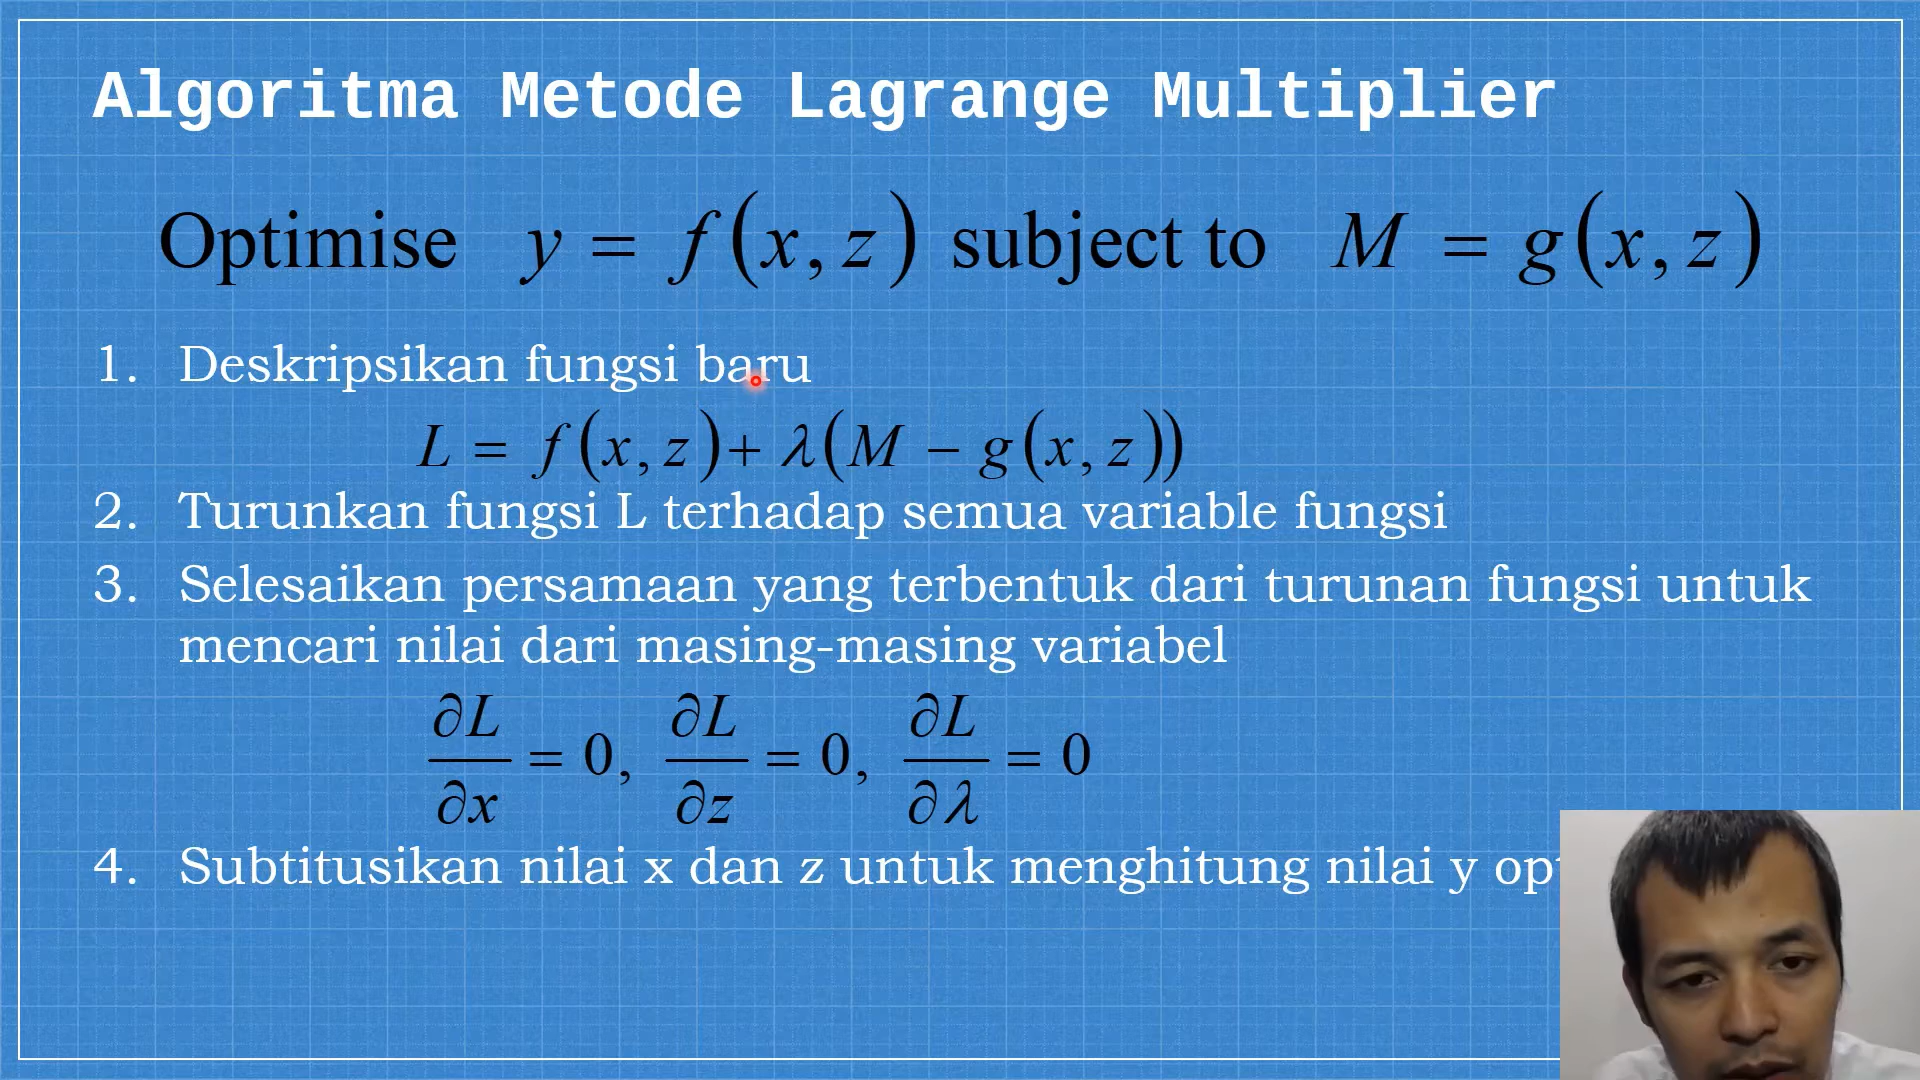 Algoritma Metode Lagrange Multiplier
Optimise y = f(x, z) subject to M = g(x, z)
1. Deskripsikan fungsi baru
L = f(x, z) + λ(M − g(x, z))
2. Turunkan fungsi L terhadap semua variable fungsi
3. Selesaikan persamaan yang terbentuk dari turunan fungsi untuk
mencari nilai dari masing-masing variabel
∂L/∂x = 0, ∂L/∂z = 0, ∂L/∂λ = 0
4. Subtitusikan nilai x dan z untuk menghitung nilai y